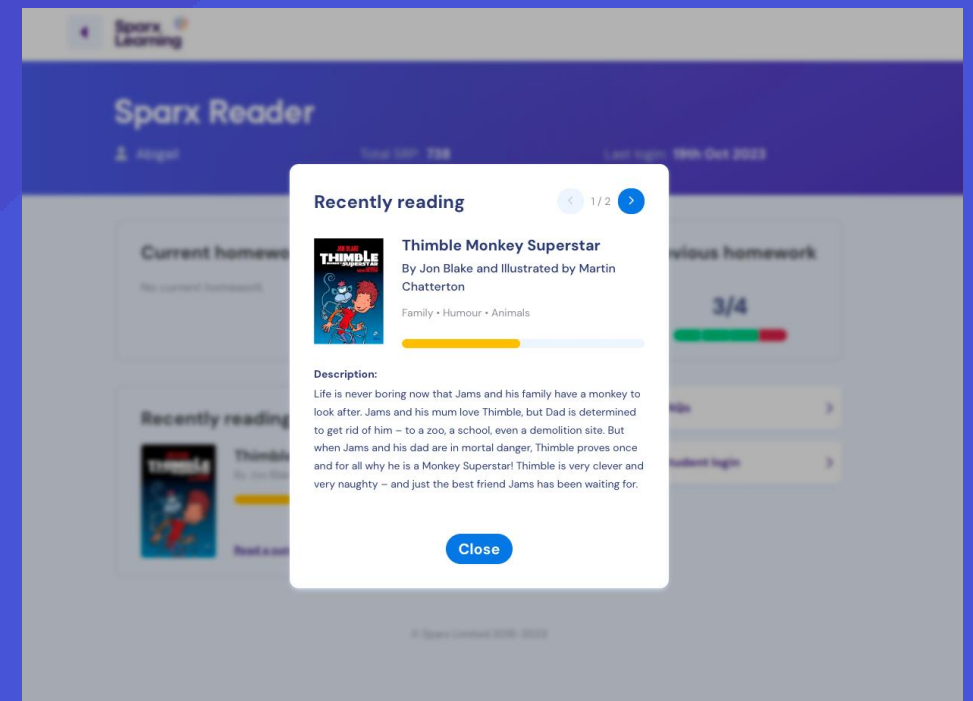 Sparx
Learning
Sparx Reader
Abigail
Total SRP: 738
Last login: 19th Oct 2023
Recently reading
1 / 2
THIMBLE
MONKEY SUPERSTAR
Thimble Monkey Superstar
By Jon Blake and Illustrated by Martin
Chatterton
Family • Humour • Animals
Description:
Life is never boring now that Jams and his family have a monkey to
look after. Jams and his mum love Thimble, but Dad is determined
to get rid of him – to a zoo, a school, even a demolition site. But
when Jams and his dad are in mortal danger, Thimble proves once
and for all why he is a Monkey Superstar! Thimble is very clever and
very naughty – and just the best friend Jams has been waiting for.
Close
Current homewo
No current homework
vious homework
3/4
Recently reading
THIMBLE
Thimble
By Jon Blake
Read a
student login